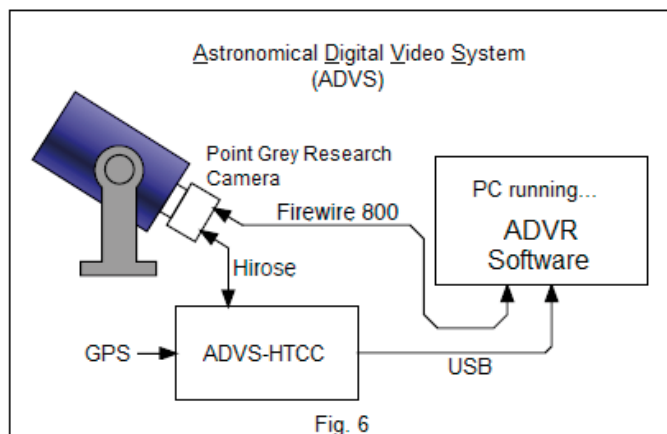 Astronomical Digital Video System
(ADVS)
Point Grey Research
Camera
Firewire 800
PC running...
ADVR
Software
Hirose
GPS
ADVS-HTCC
USB
Fig. 6